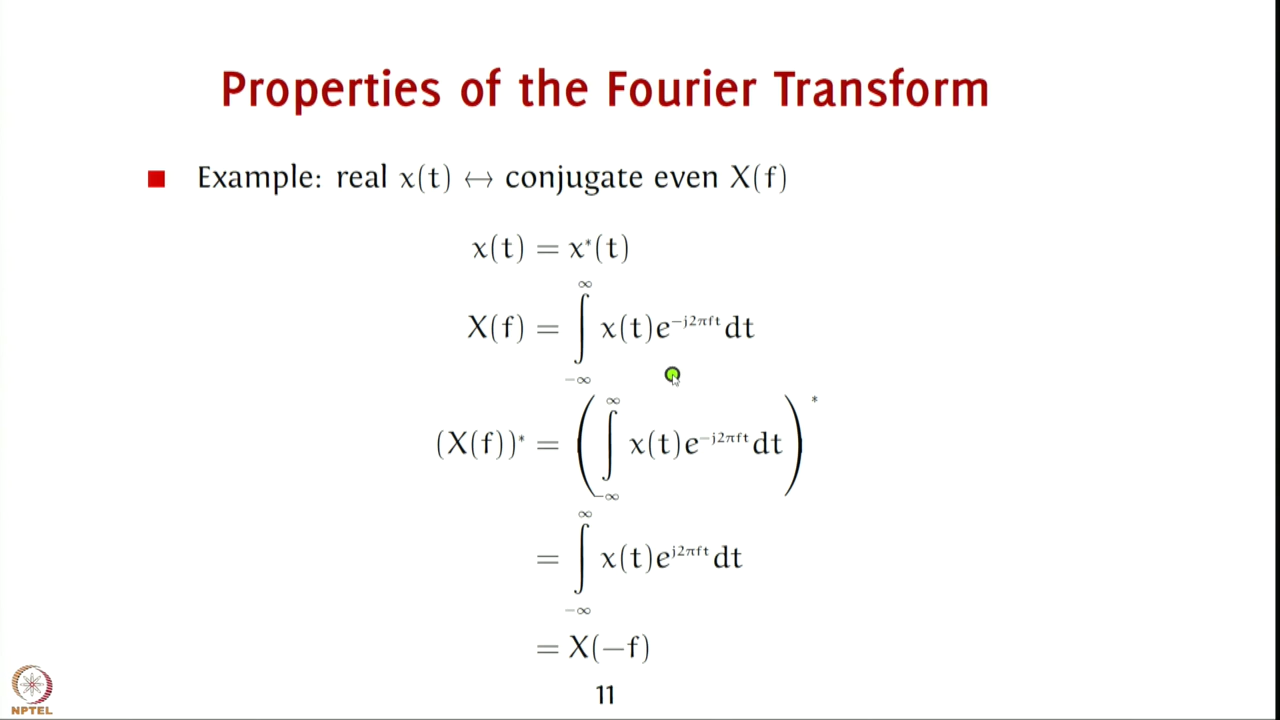 Properties of the Fourier Transform
Example: real x(t) ↔ conjugate even X(f)
x(t) = x*(t)
X(f) = ∫_{-∞}^{∞} x(t)e^{-j2πft}dt
(X(f))* = (∫_{-∞}^{∞} x(t)e^{-j2πft}dt)*
= ∫_{-∞}^{∞} x(t)e^{j2πft}dt
= X(-f)
11
NPTEL